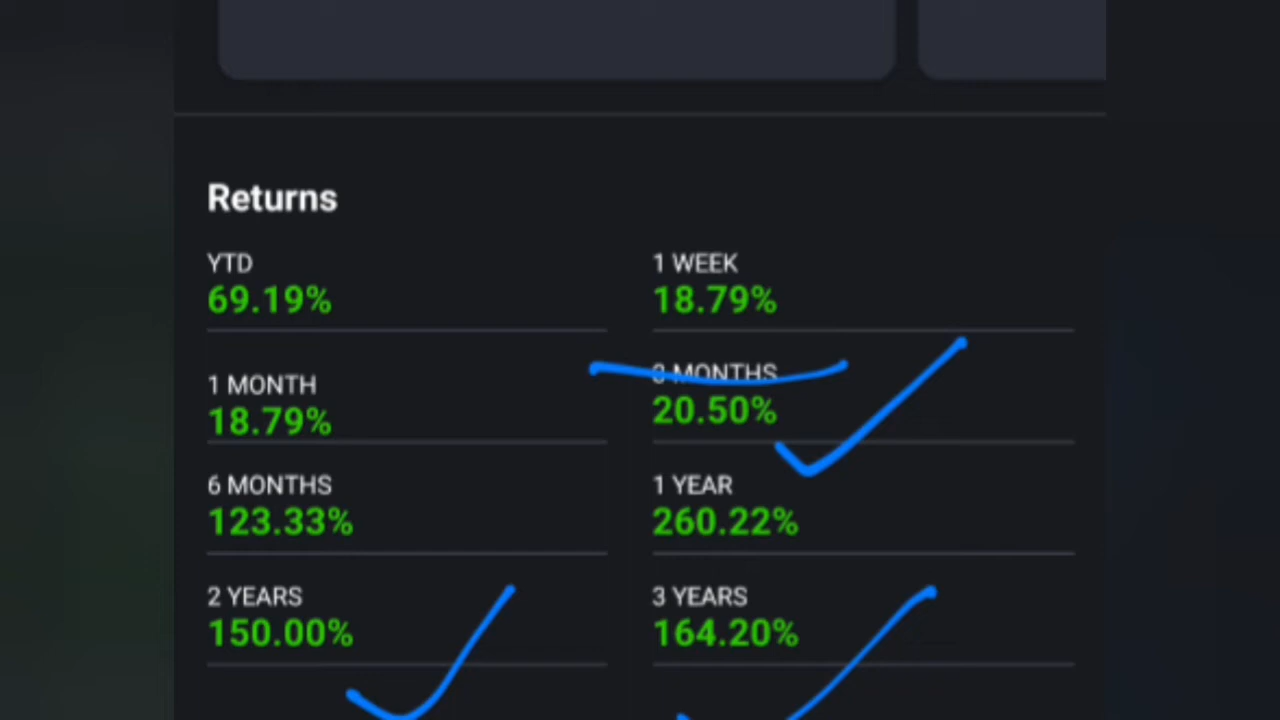 Returns
YTD
69.19%
1 WEEK
18.79%
1 MONTH
18.79%
3 MONTHS
20.50%
6 MONTHS
123.33%
1 YEAR
260.22%
2 YEARS
150.00%
3 YEARS
164.20%